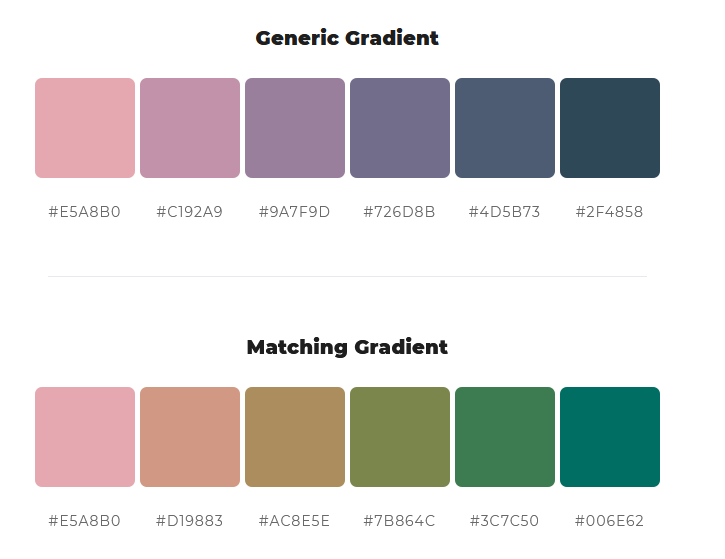 Generic Gradient
#E5A8B0 #C192A9 #9A7F9D #726D8B #4D5B73 #2F4858
Matching Gradient
#E5A8B0 #D19883 #AC8E5E #7B864C #3C7C50 #006E62